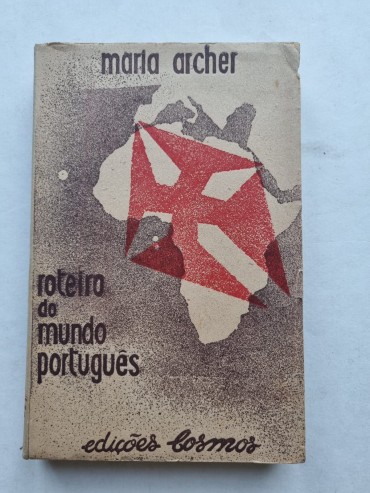 maria archer
roteiro
do
mundo
português
edições cosmos